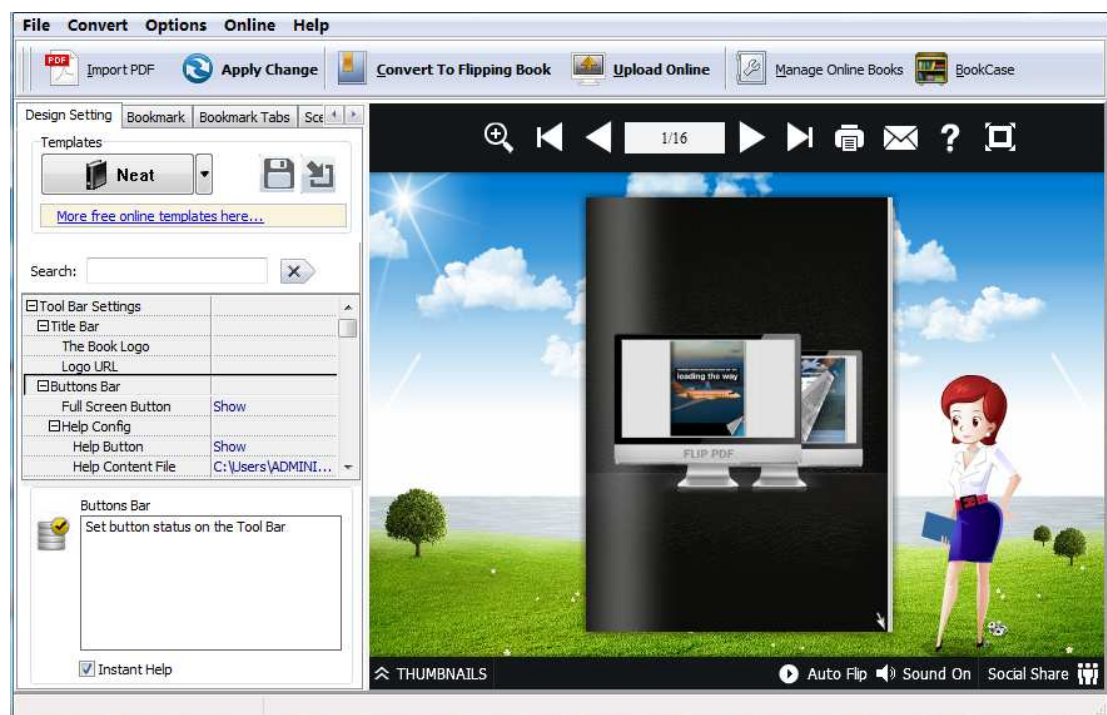 File Convert Options Online Help
PDF Import PDF Apply Change Convert To Flipping Book Upload Online Manage Online Books BookCase
Design Setting Bookmark Bookmark Tabs Sce
Templates
Neat
More free online templates here...
Search:
Tool Bar Settings
Title Bar
The Book Logo
Logo URL
Buttons Bar
Full Screen Button Show
Help Config
Help Button Show
Help Content File C:\Users\ADMINI...
Buttons Bar
Set button status on the Tool Bar
Instant Help
1/16
leading the way
FLIP PDF
THUMBNAILS Auto Flip Sound On Social Share